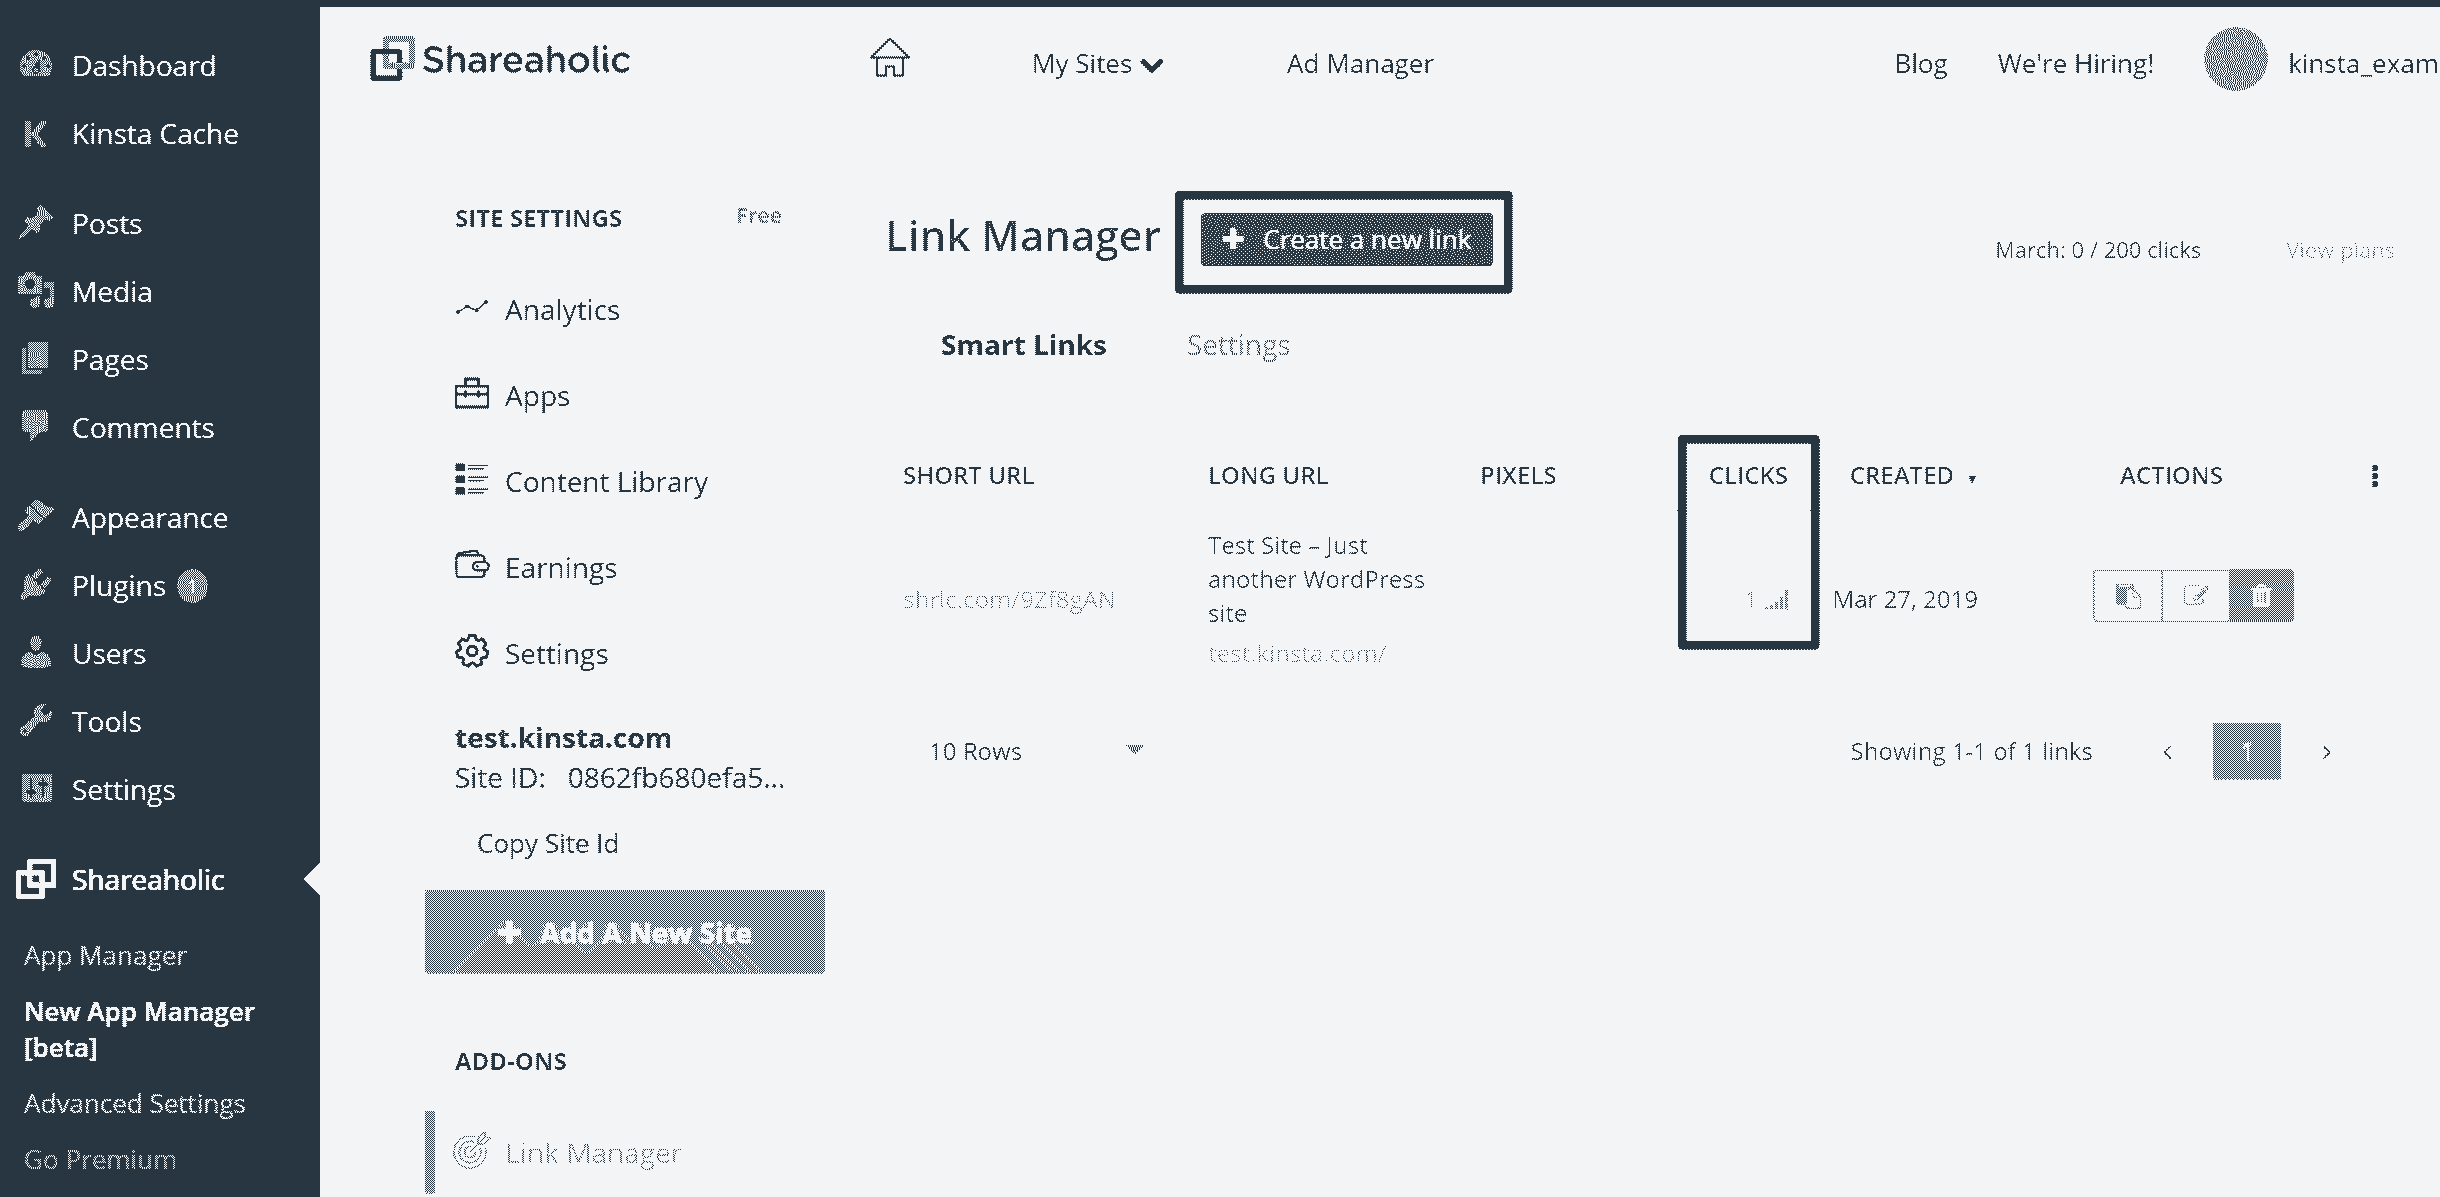 Dashboard
Kinsta Cache
Posts
Media
Pages
Comments
Appearance
Plugins 1
Users
Tools
Settings
Shareaholic
App Manager
New App Manager
[beta]
Advanced Settings
Go Premium
Shareaholic
My Sites
Ad Manager
Blog
We're Hiring!
kinsta_exam
SITE SETTINGS Free
Analytics
Apps
Content Library
Earnings
Settings
test.kinsta.com
Site ID: 0862fb680efa5...
Copy Site Id
+ Add A New Site
ADD-ONS
Link Manager
Link Manager
+ Create a new link
March: 0 / 200 clicks
View plans
Smart Links
Settings
SHORT URL LONG URL PIXELS CLICKS CREATED ▾ ACTIONS
shrlc.com/9Zf8gAN
Test Site – Just
another WordPress
site
test.kinsta.com/
1
Mar 27, 2019
10 Rows
Showing 1-1 of 1 links
‹ 1 ›